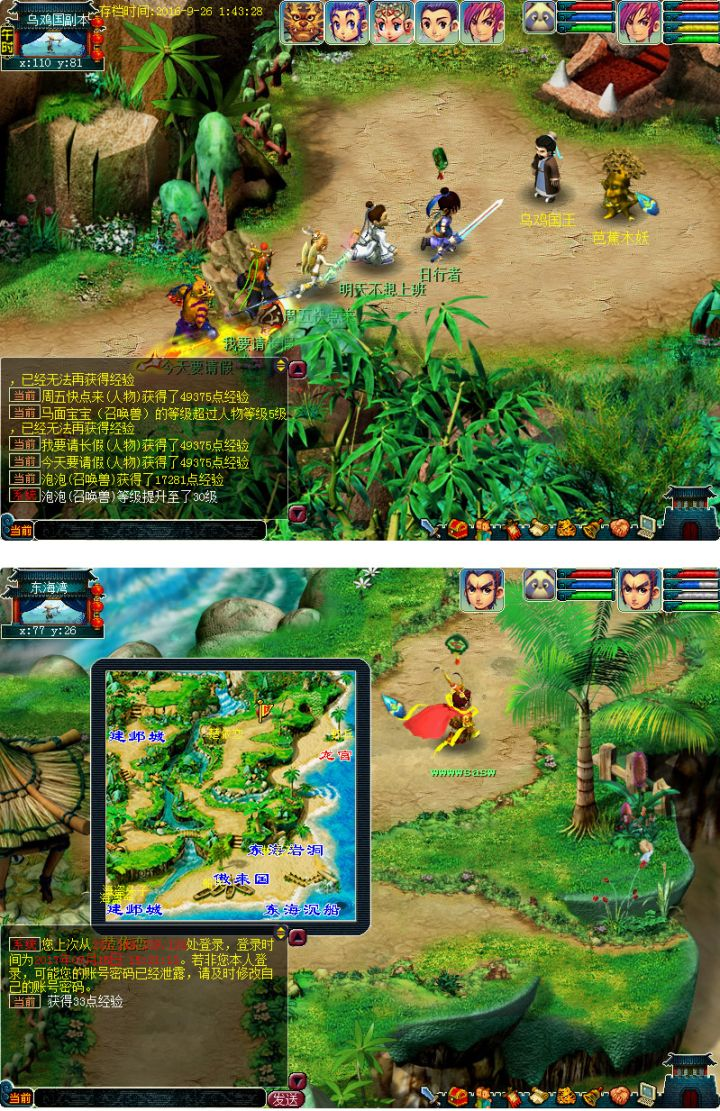 存档时间:2016-9-26 1:43:28
乌鸡国副本
午时
x:110 y:81
乌鸡国王
芭蕉木妖
日行者
明天不想上班
周五快点来
我要请长假
今天要请假
，已经无法再获得经验
当前 周五快点来(人物)获得了49375点经验
当前 马面宝宝（召唤兽）的等级超过人物等级5级
，已经无法再获得经验
当前 我要请长假(人物)获得了49375点经验
当前 今天要请假(人物)获得了49375点经验
当前 泡泡(召唤兽)获得了17281点经验
系统 泡泡(召唤兽)等级提升至了30级
当前
东海湾
x:77 y:26
建邺城
龙宫
wwwwsasw
东海岩洞
傲来国
建邺城
东海沉船
系统 您上次从
处登录，登录时
间为
。若非您本人登
录，可能您的账号密码已经泄露，请及时修改自
己的账号密码。
当前 获得33点经验
当前
发送